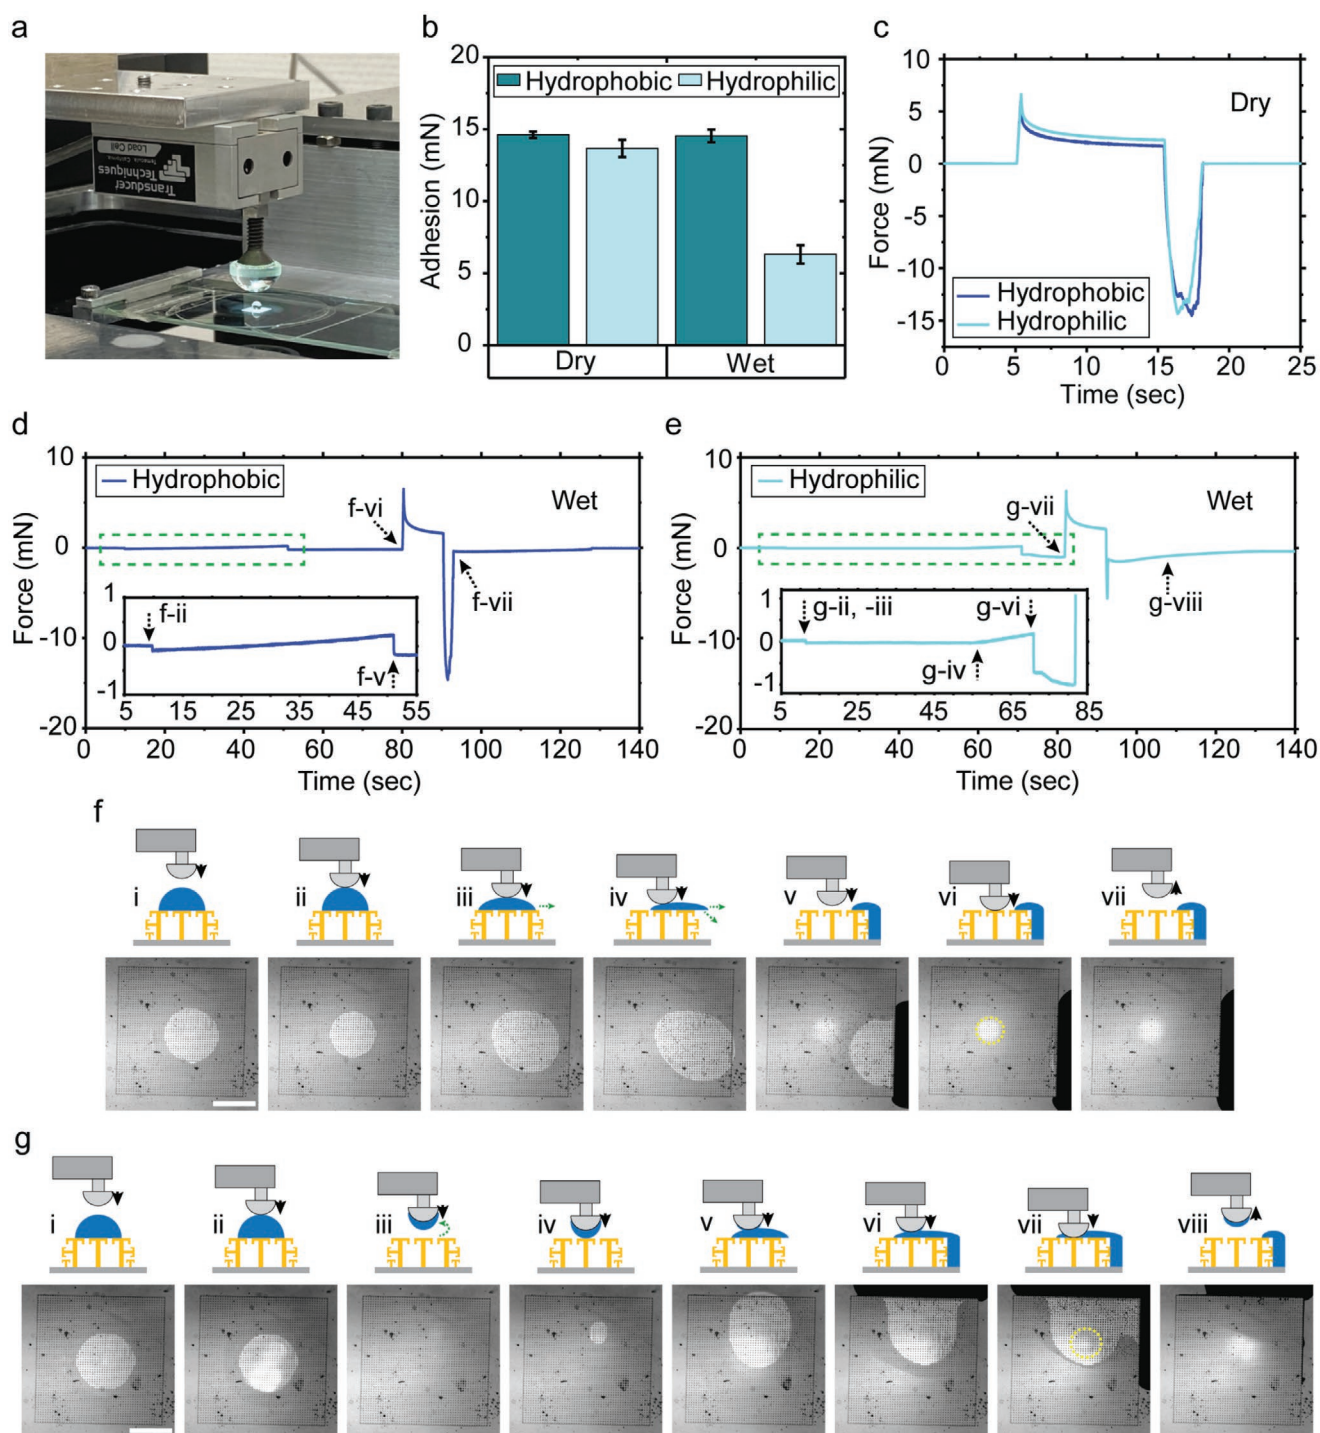 a
Transducer
Techniques
Temecula, California
Load Cell
b
Adhesion (mN)
20
15
10
5
0
Hydrophobic
Hydrophilic
Dry
Wet
c
Force (mN)
10
5
0
-5
-10
-15
Dry
Hydrophobic
Hydrophilic
0 5 10 15 20 25
Time (sec)
d
Force (mN)
10
0
-10
-20
Hydrophobic
Wet
f-vi
f-vii
1
0
-1
f-ii
f-v
5 15 25 35 45 55
0 20 40 60 80 100 120 140
Time (sec)
e
Force (mN)
10
0
-10
-20
Hydrophilic
Wet
g-vii
g-viii
1
0
-1
g-ii, -iii
g-vi
g-iv
5 25 45 65 85
0 20 40 60 80 100 120 140
Time (sec)
f
i ii iii iv v vi vii
g
i ii iii iv v vi vii viii